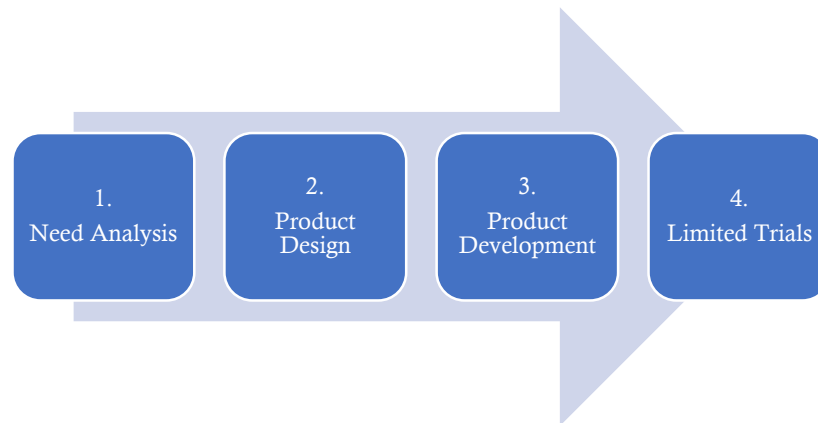 1.
Need Analysis
2.
Product
Design
3.
Product
Development
4.
Limited Trials